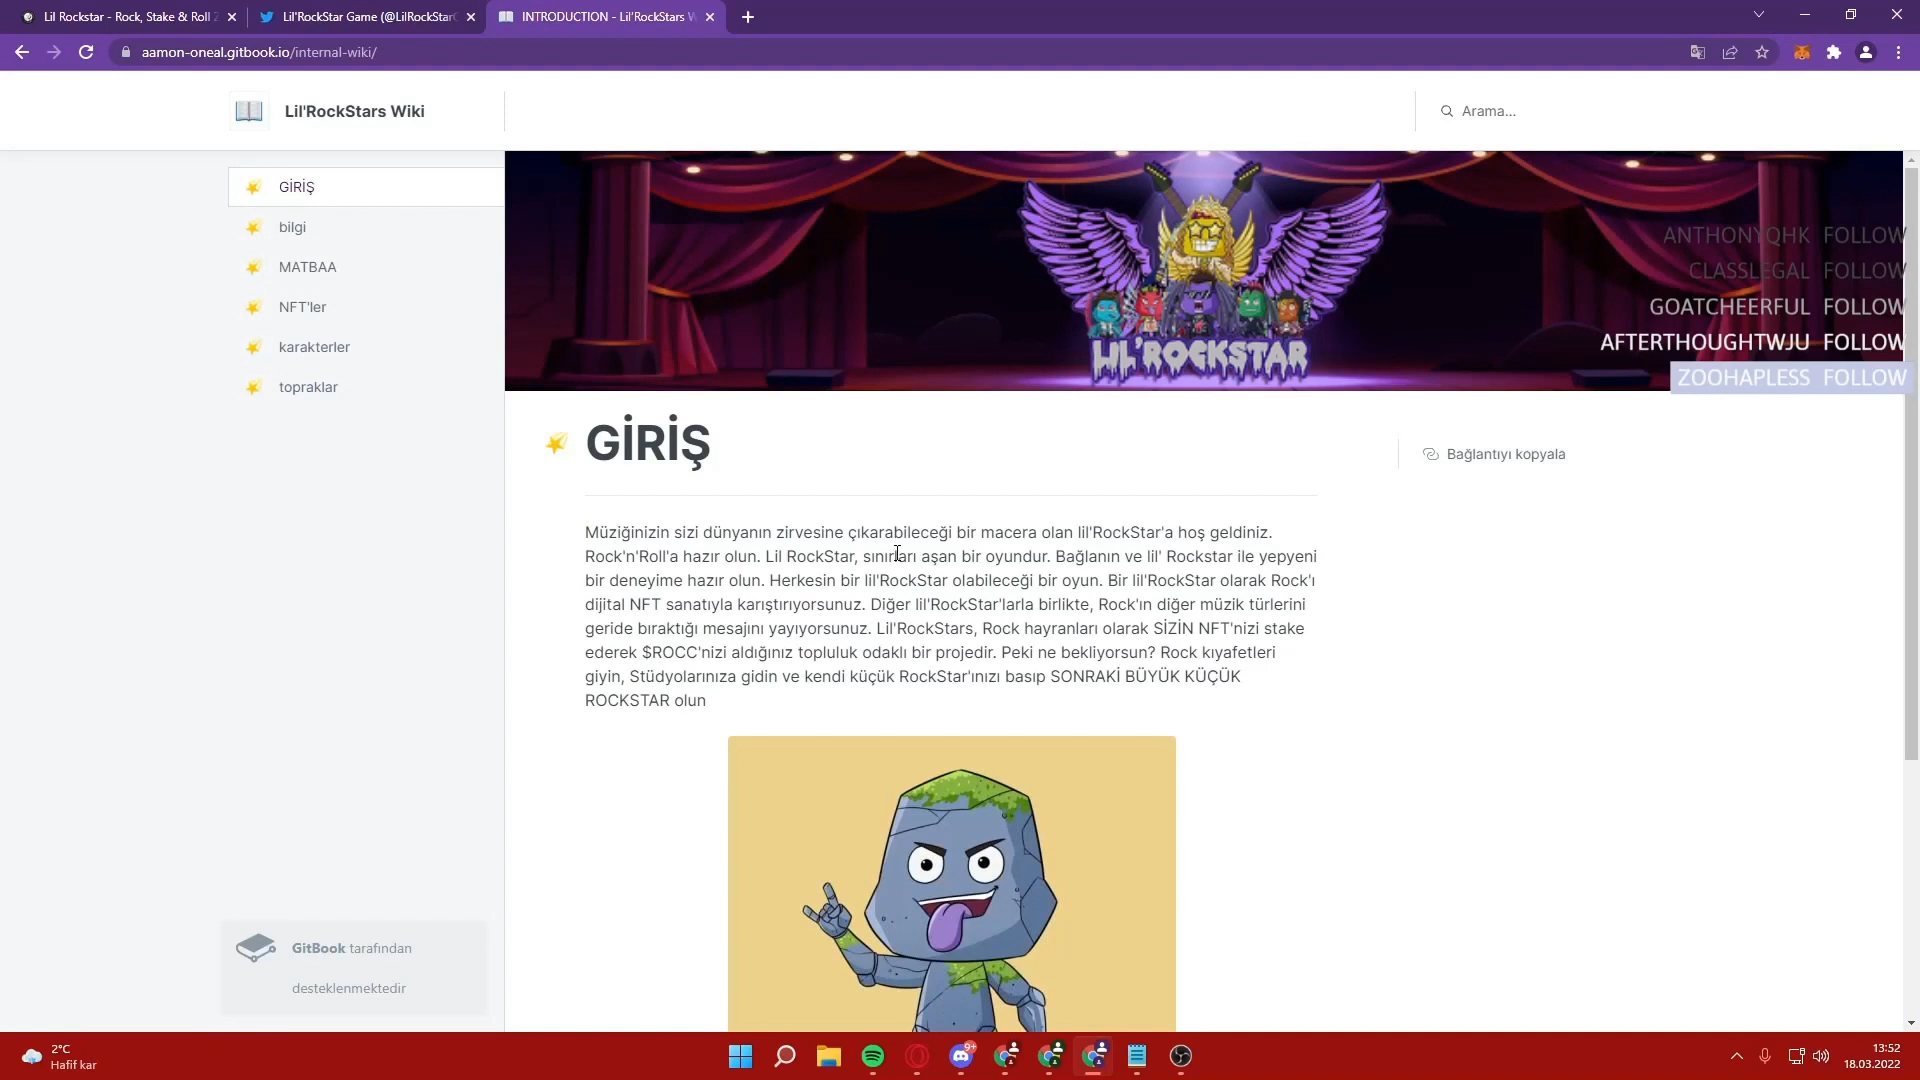 Lil Rockstar - Rock, Stake & Roll
Lil'RockStar Game (@LilRockStar
INTRODUCTION - Lil'RockStars W
aamon-oneal.gitbook.io/internal-wiki/
Lil'RockStars Wiki
Arama...
GİRİŞ
bilgi
MATBAA
NFT'ler
karakterler
topraklar
LIL'ROCKSTAR
ANTHONYQHK FOLLOW
CLASSLEGAL FOLLOW
GOATCHEERFUL FOLLOW
AFTERTHOUGHTWJU FOLLOW
ZOOHAPLESS FOLLOW
GİRİŞ
Bağlantıyı kopyala
Müziğinizin sizi dünyanın zirvesine çıkarabileceği bir macera olan lil'RockStar'a hoş geldiniz.
Rock'n'Roll'a hazır olun. Lil RockStar, sınırları aşan bir oyundur. Bağlanın ve lil' Rockstar ile yepyeni
bir deneyime hazır olun. Herkesin bir lil'RockStar olabileceği bir oyun. Bir lil'RockStar olarak Rock'ı
dijital NFT sanatıyla karıştırıyorsunuz. Diğer lil'RockStar'larla birlikte, Rock'ın diğer müzik türlerini
geride bıraktığı mesajını yayıyorsunuz. Lil'RockStars, Rock hayranları olarak SİZİN NFT'nizi stake
ederek $ROCC'nizi aldığınız topluluk odaklı bir projedir. Peki ne bekliyorsun? Rock kıyafetleri
giyin, Stüdyolarınıza gidin ve kendi küçük RockStar'ınızı basıp SONRAKİ BÜYÜK KÜÇÜK
ROCKSTAR olun
GitBook tarafından
desteklenmektedir
2°C
Hafif kar
9+
13:52
18.03.2022